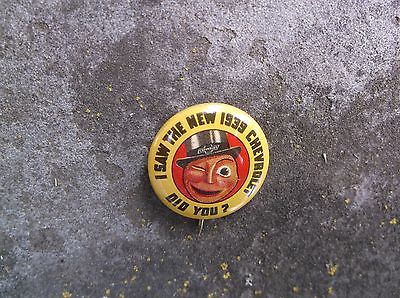 I SAW THE NEW 1939 CHEVROLET
DID YOU?